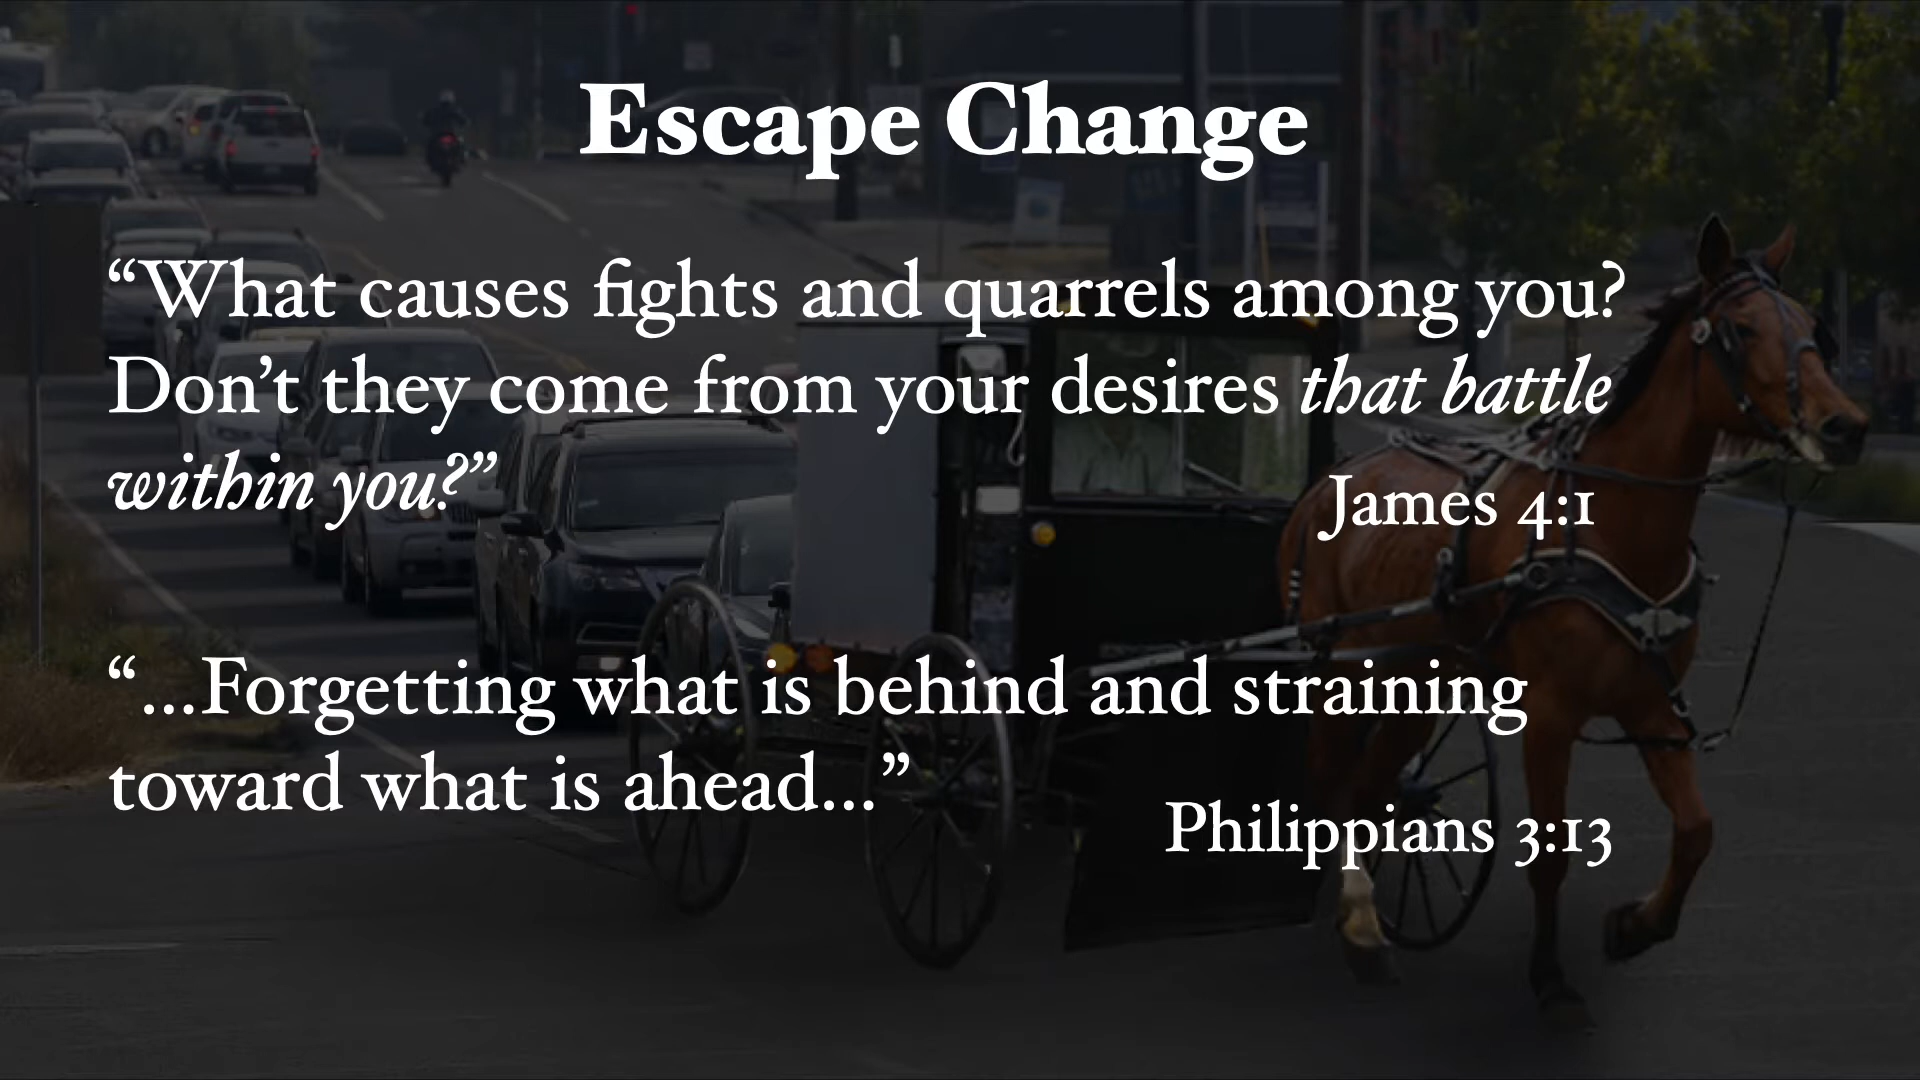 Escape Change
“What causes fights and quarrels among you?
Don’t they come from your desires that battle
within you?”
James 4:1
“…Forgetting what is behind and straining
toward what is ahead…”
Philippians 3:13